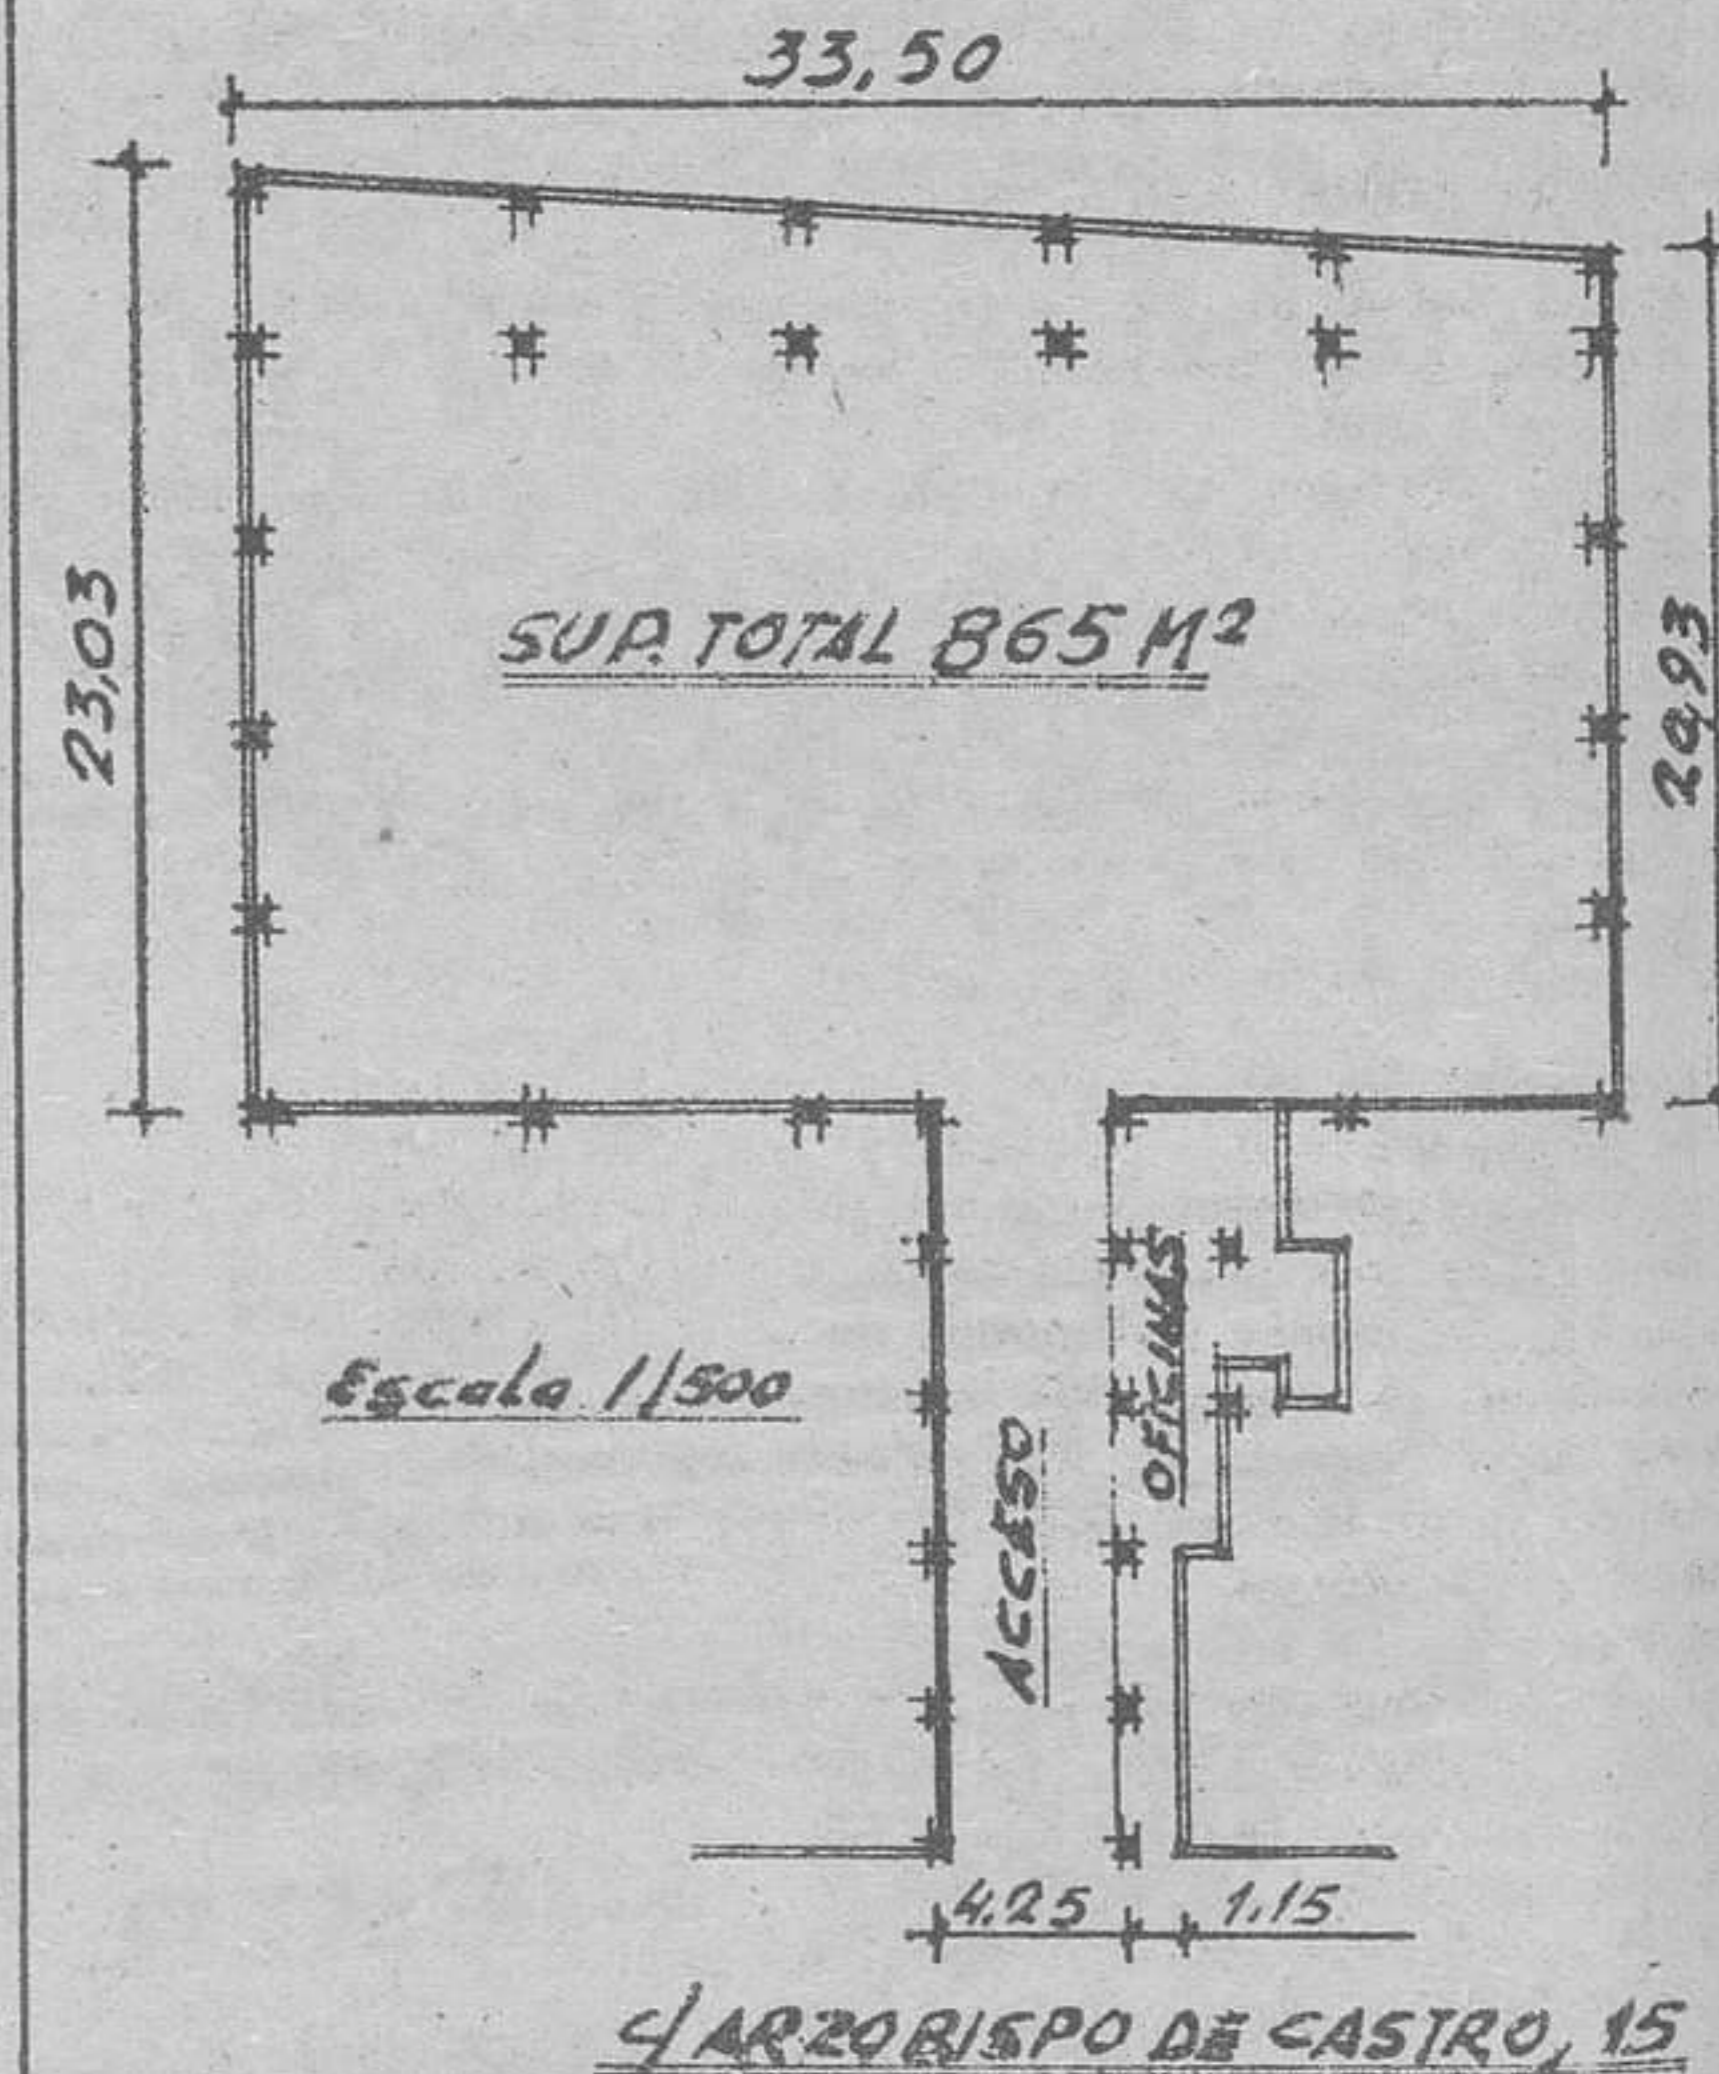 33,50
23,03
SUP. TOTAL 865 M²
20,93
Escala 1/500
ACCESO
OFICINAS
4.25
1.15
C/ ARZOBISPO DE CASTRO, 15